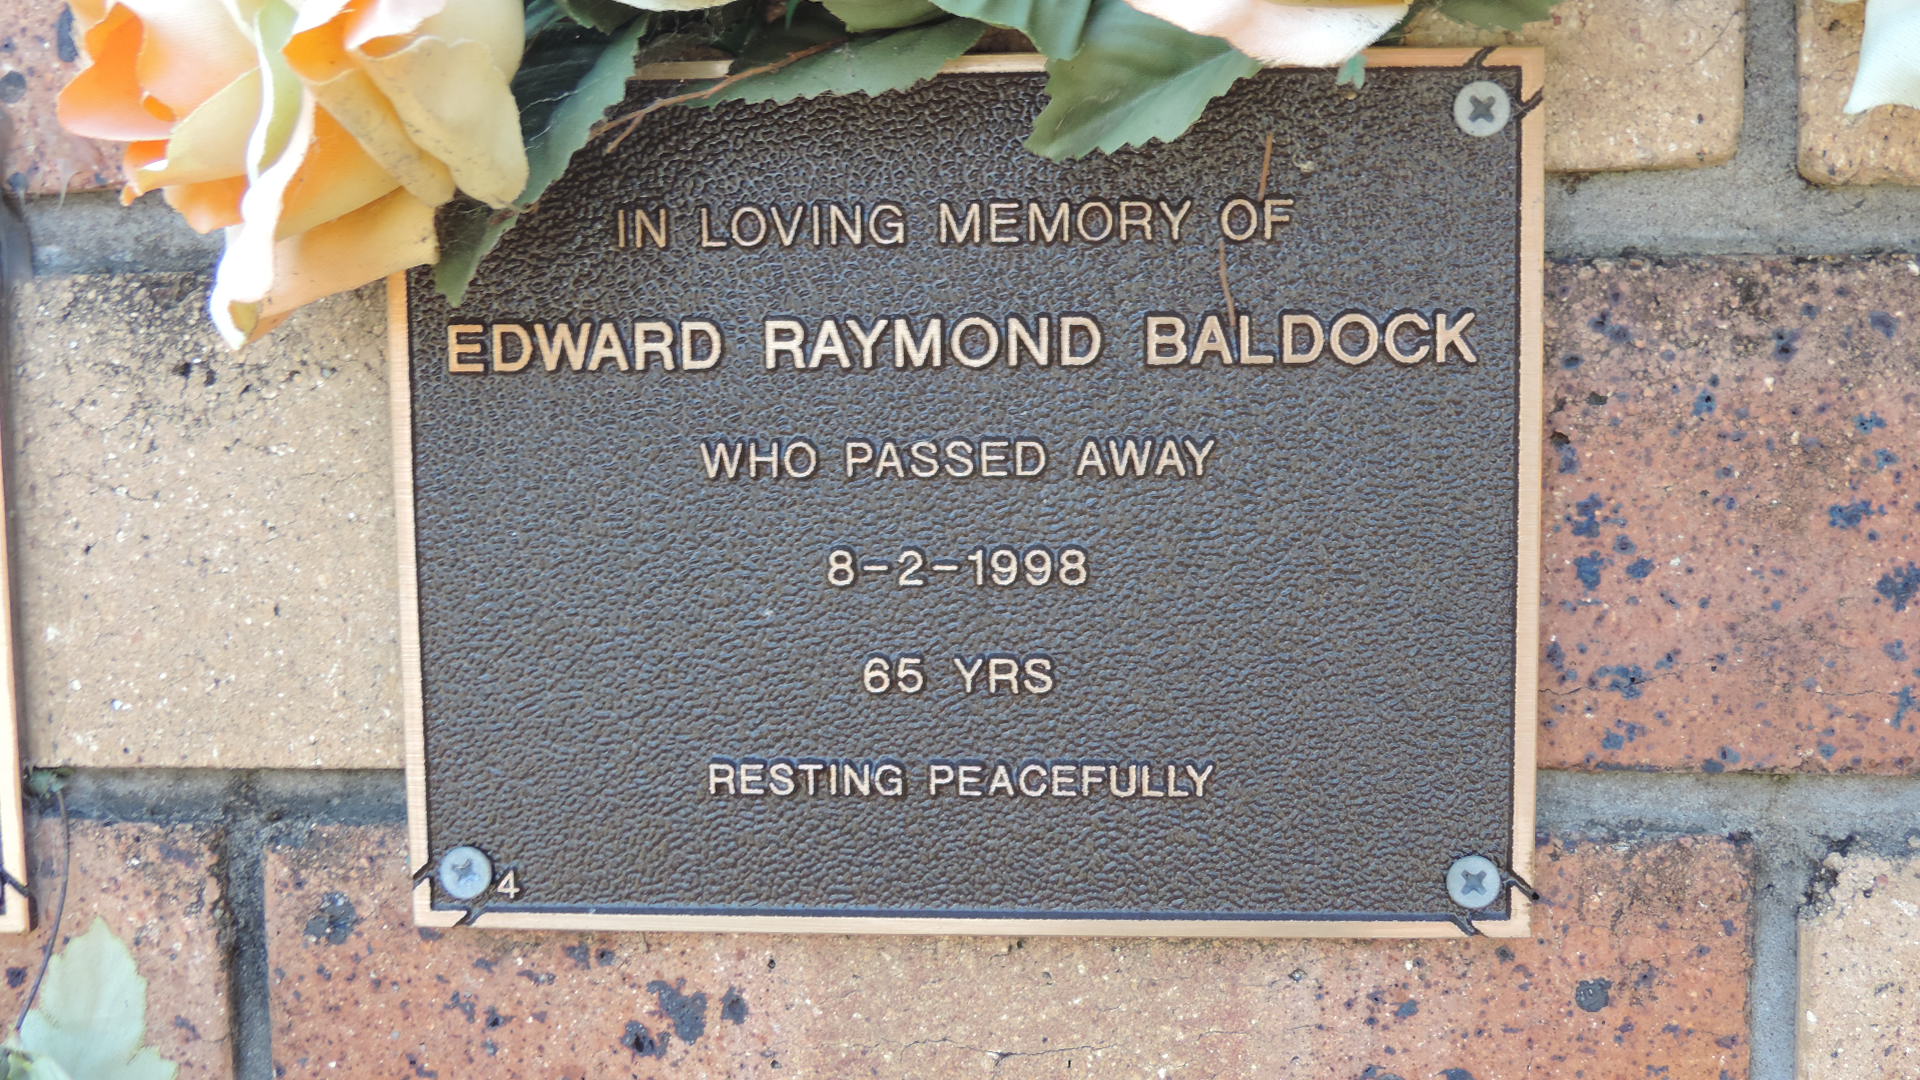 IN LOVING MEMORY OF
EDWARD RAYMOND BALDOCK
WHO PASSED AWAY
8-2-1998
65 YRS
RESTING PEACEFULLY
4